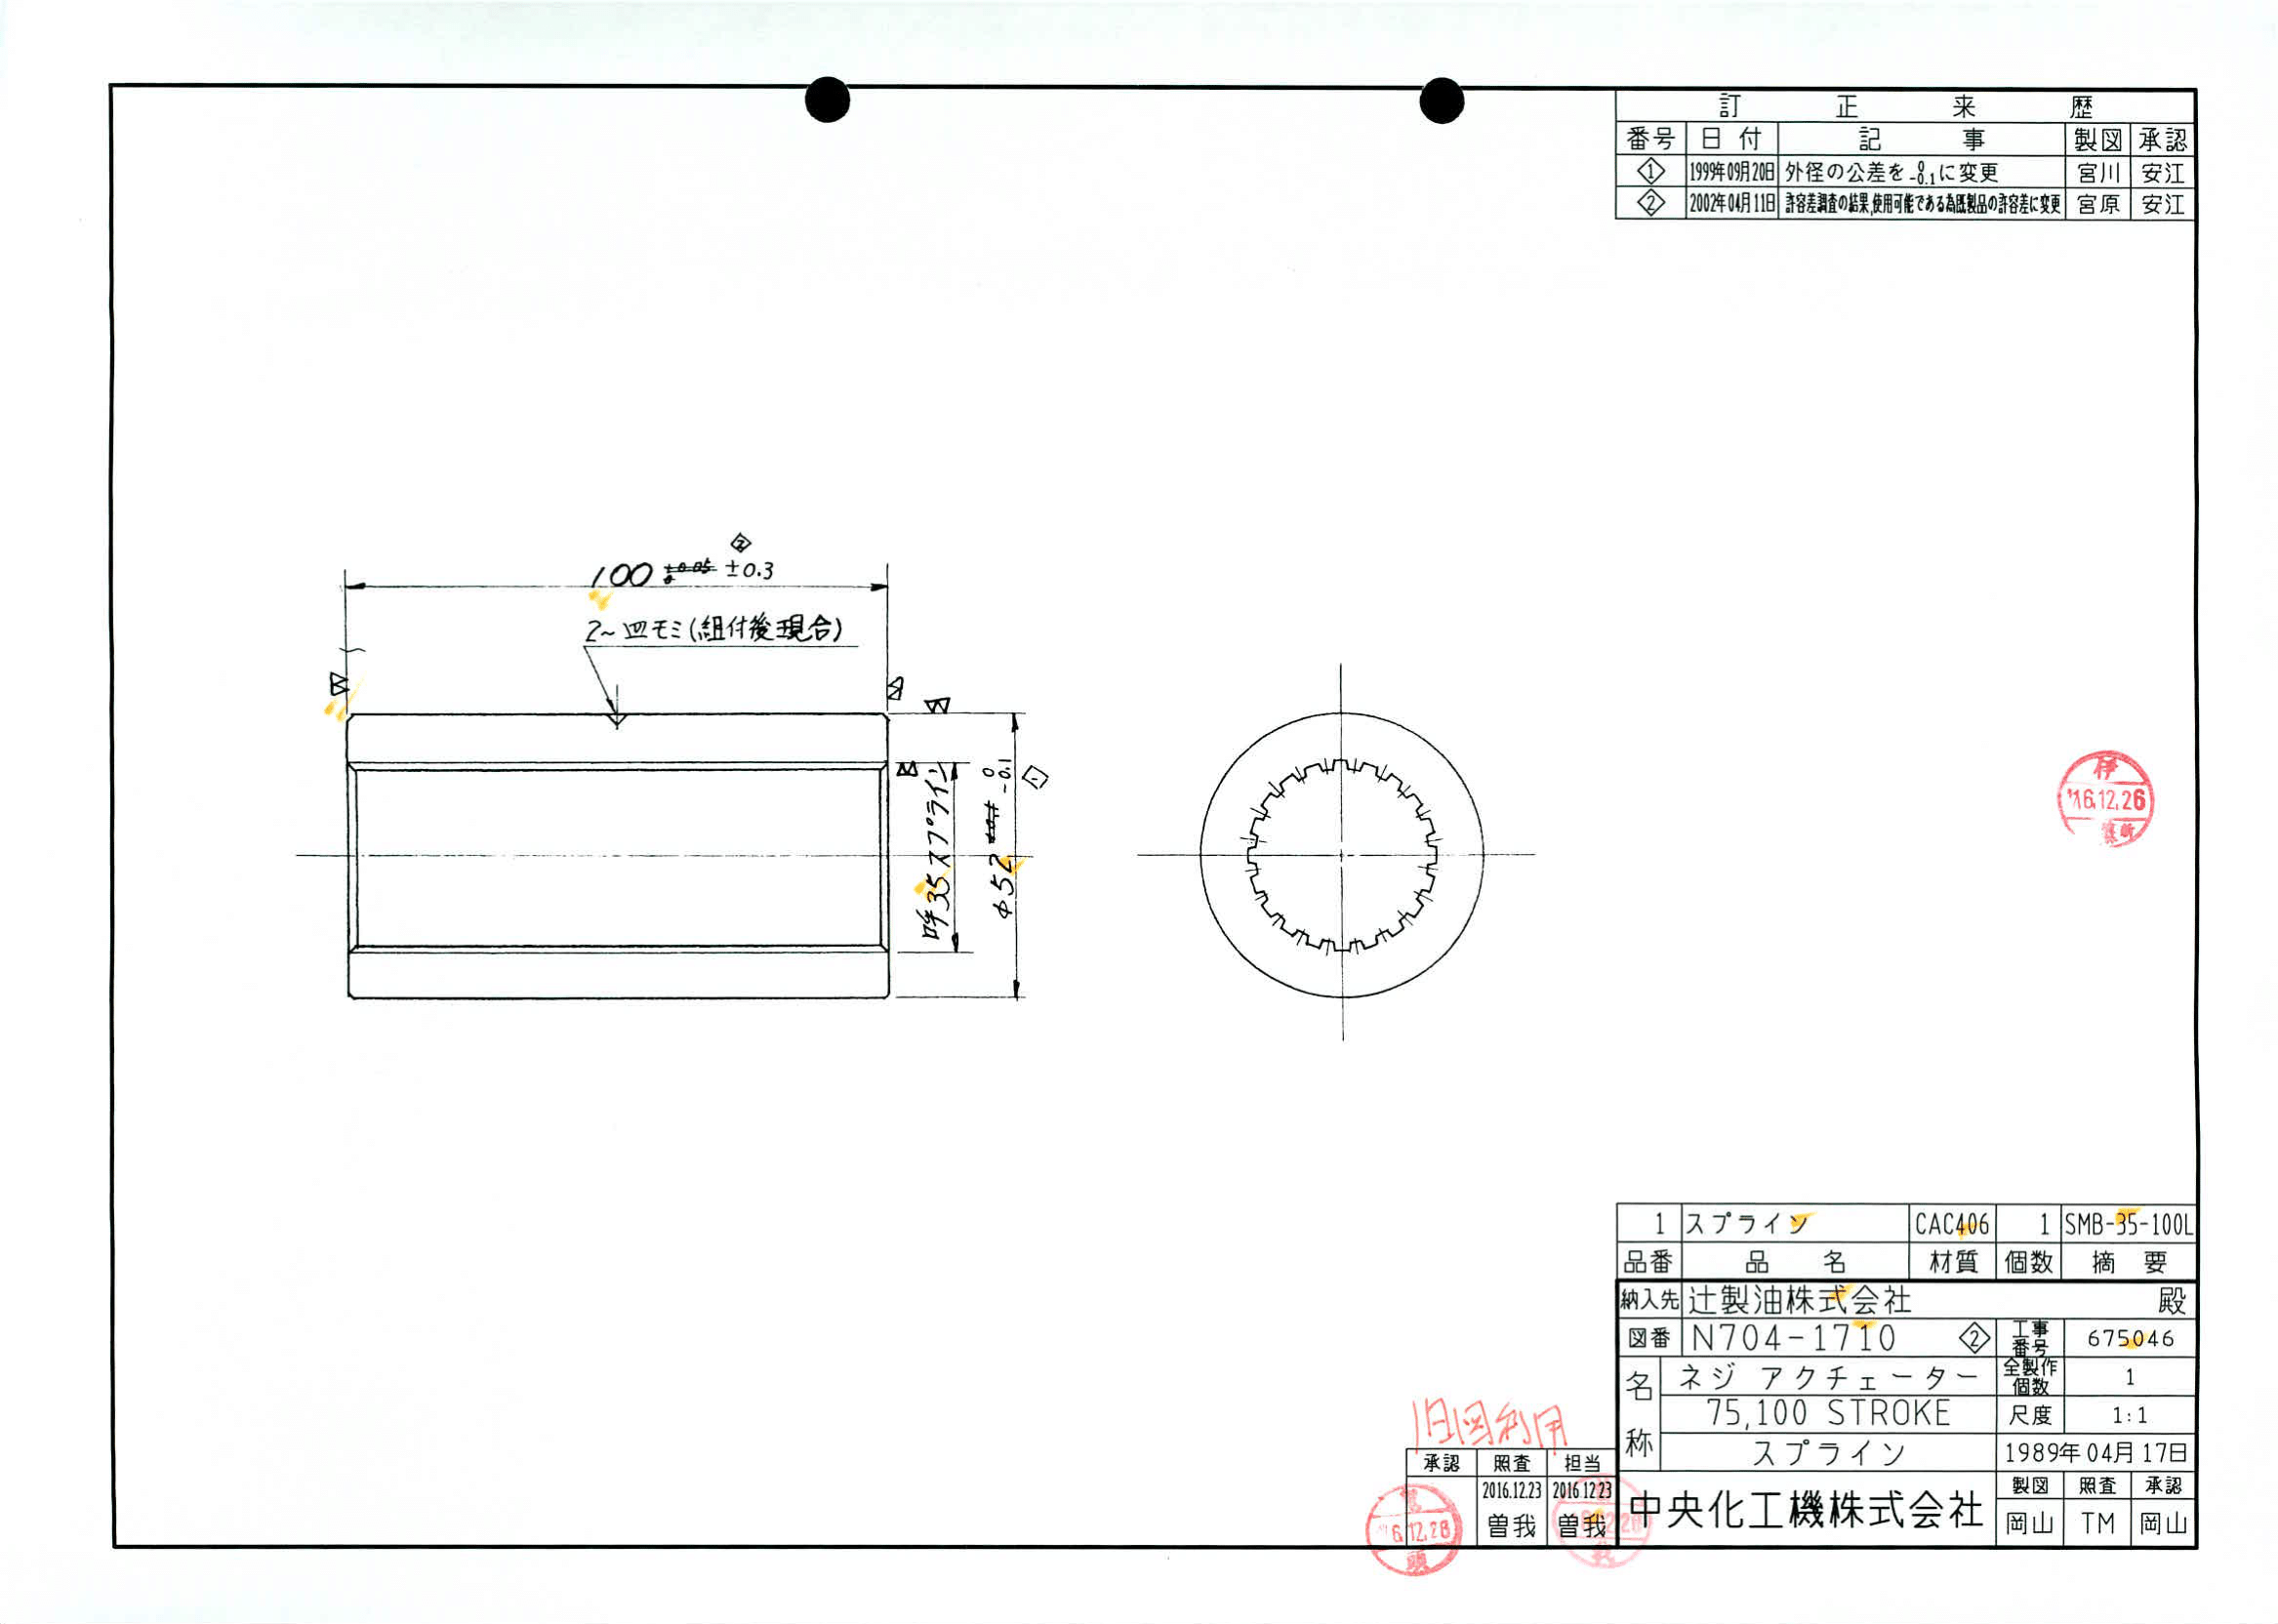 訂正来歴
番号 日付 記事 製図 承認
1 1999年09月20日 外径の公差を 0 -0.1 に変更 宮川 安江
2 2002年04月11日 許容差調査の結果,使用可能である為既製品の許容差に変更 宮原 安江
2
100 +0.05 0 ±0.3
2~皿モミ(組付後現合)
呼35スプライン
φ52 0 -0.1
1
'16.12.26
1 スプライン CAC406 1 SMB-35-100L
品番 品名 材質 個数 摘要
納入先 辻製油株式会社 殿
図番 N704-1710 2 工事番号 675046
名称 ネジ アクチェーター 全製作個数 1
75,100 STROKE 尺度 1:1
スプライン 1989年04月17日
中央化工機株式会社 製図 照査 承認
岡山 TM 岡山
旧図利用
承認 照査 担当
2016.12.23 2016.12.23
曽我 曽我
'16.12.28